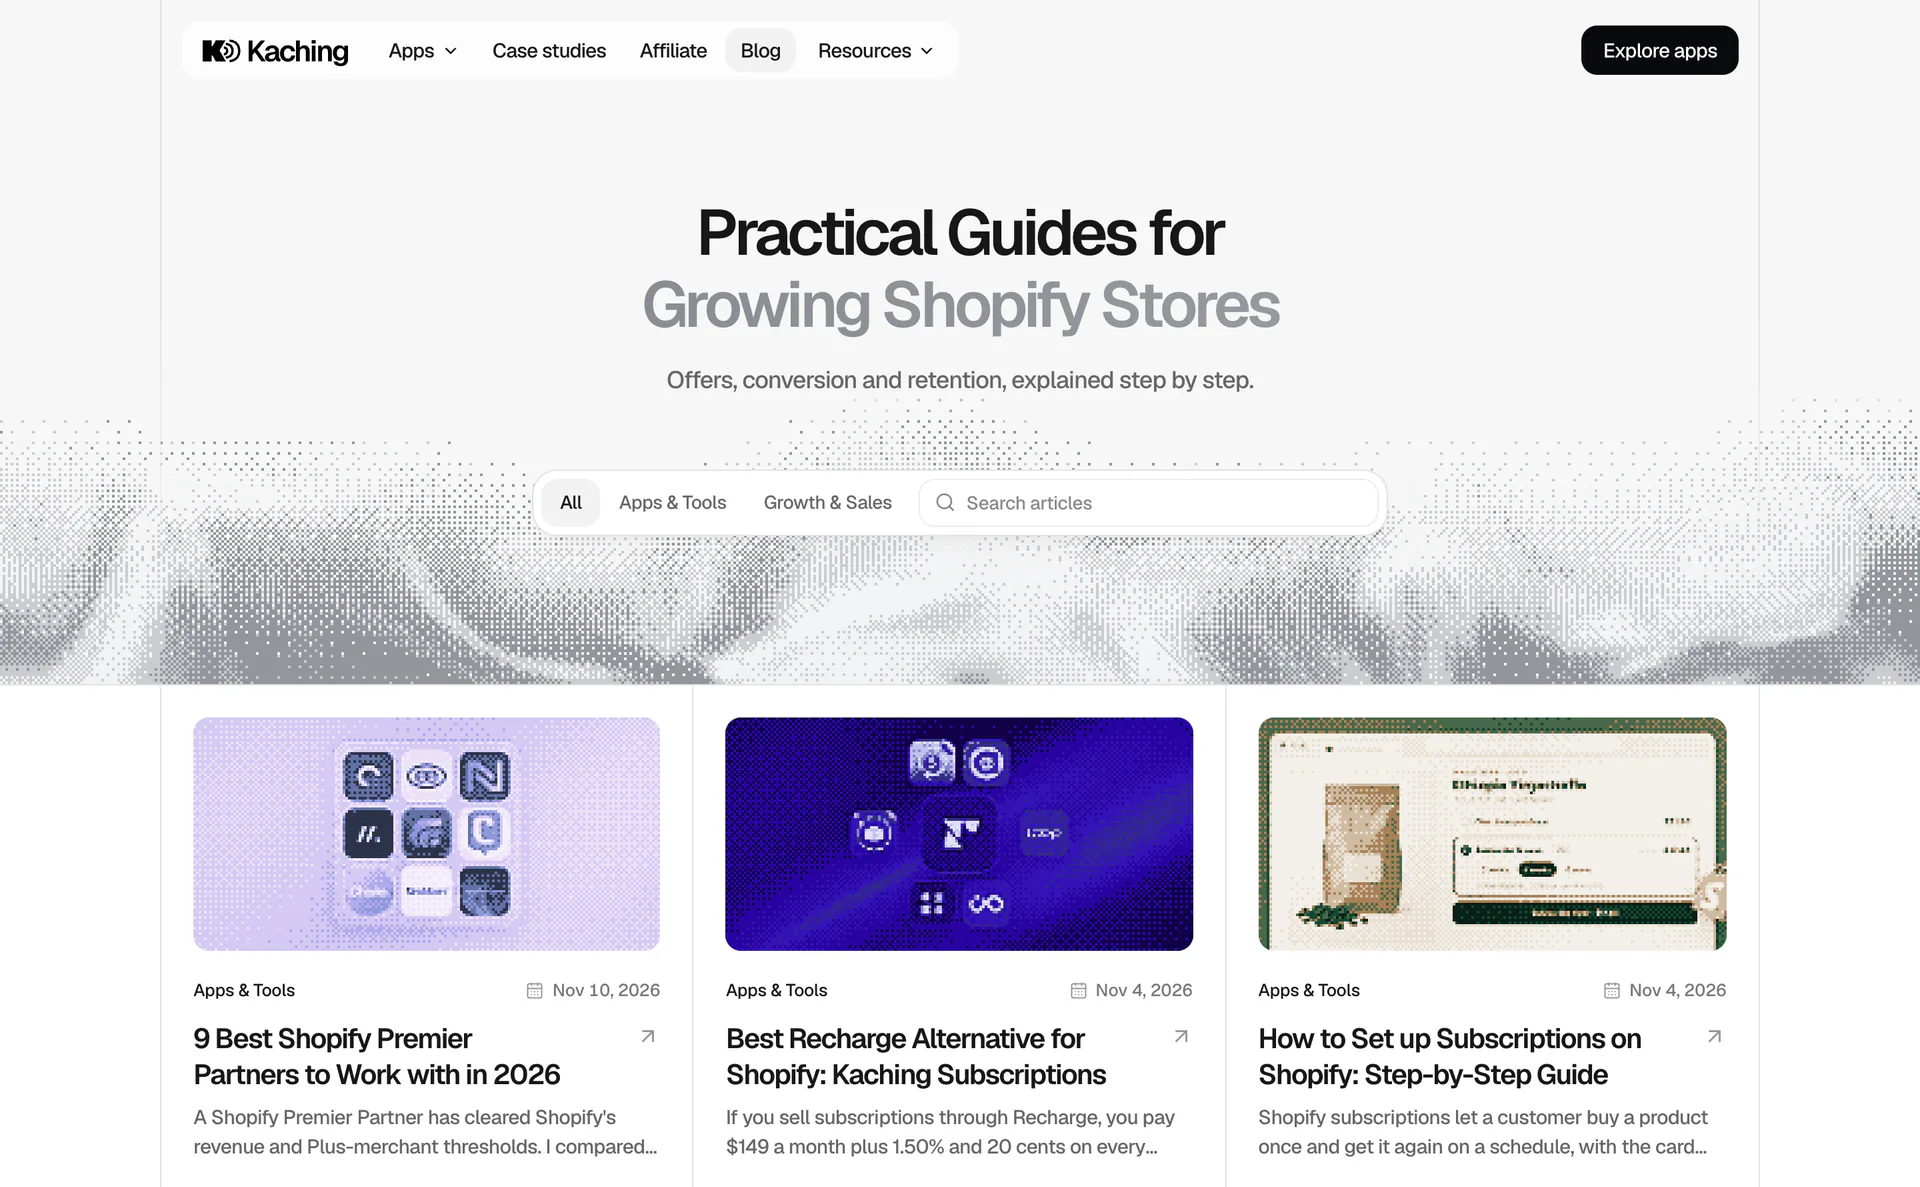 Kaching
Apps
Case studies
Affiliate
Blog
Resources
Explore apps
Practical Guides for
Growing Shopify Stores
Offers, conversion and retention, explained step by step.
All
Apps & Tools
Growth & Sales
Search articles
loop
Apps & Tools
Nov 10, 2026
9 Best Shopify Premier
Partners to Work with in 2026
A Shopify Premier Partner has cleared Shopify's
revenue and Plus-merchant thresholds. I compared...
Apps & Tools
Nov 4, 2026
Best Recharge Alternative for
Shopify: Kaching Subscriptions
If you sell subscriptions through Recharge, you pay
$149 a month plus 1.50% and 20 cents on every...
Apps & Tools
Nov 4, 2026
How to Set up Subscriptions on
Shopify: Step-by-Step Guide
Shopify subscriptions let a customer buy a product
once and get it again on a schedule, with the card...